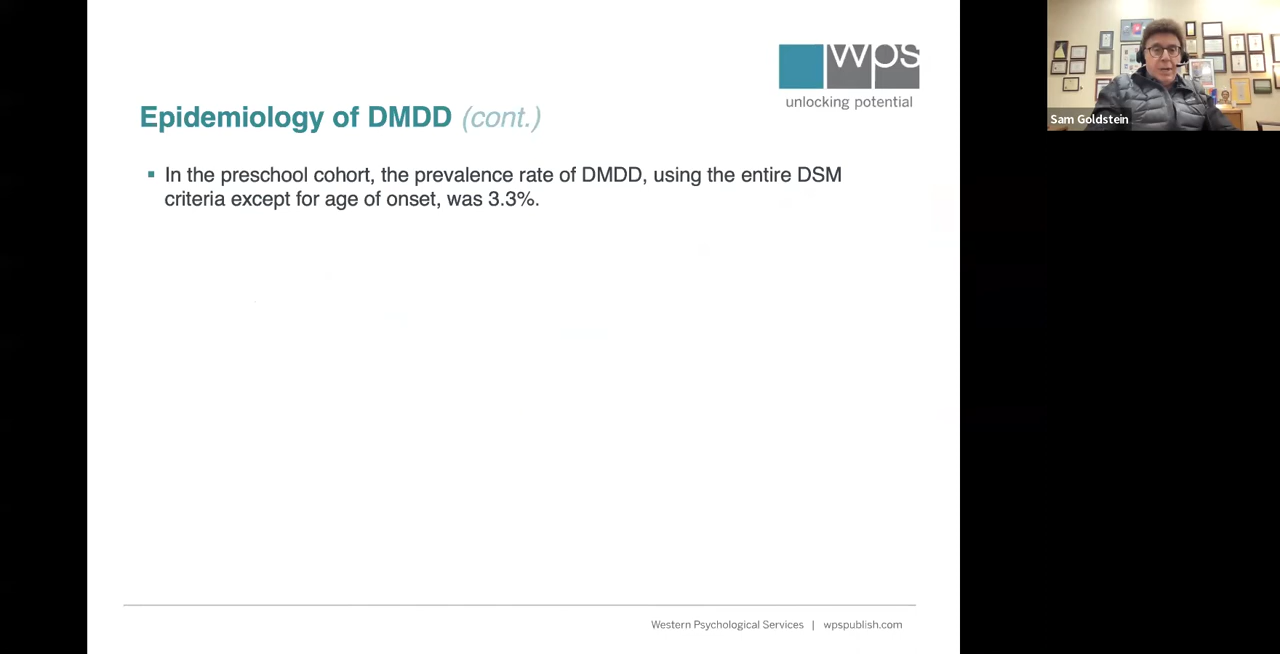 wps
unlocking potential
Sam Goldstein
Epidemiology of DMDD (cont.)
▪ In the preschool cohort, the prevalence rate of DMDD, using the entire DSM
criteria except for age of onset, was 3.3%.
Western Psychological Services | wpspublish.com